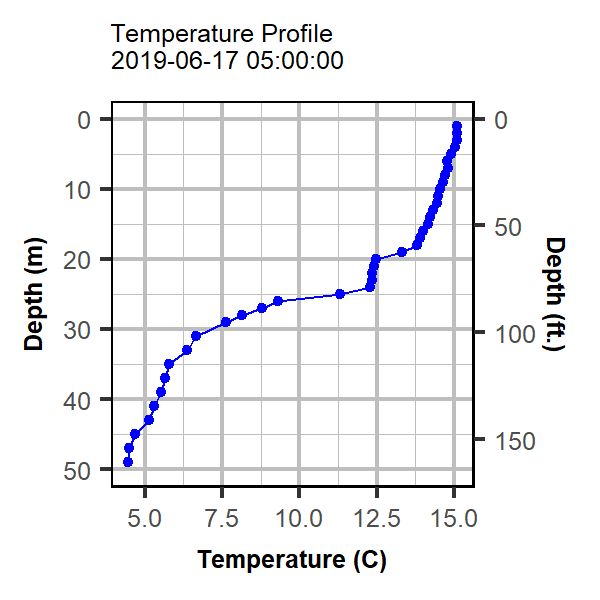 Temperature Profile
2019-06-17 05:00:00
0
10
20
30
40
50
Depth (m)
0
50
100
150
Depth (ft.)
5.0 7.5 10.0 12.5 15.0
Temperature (C)